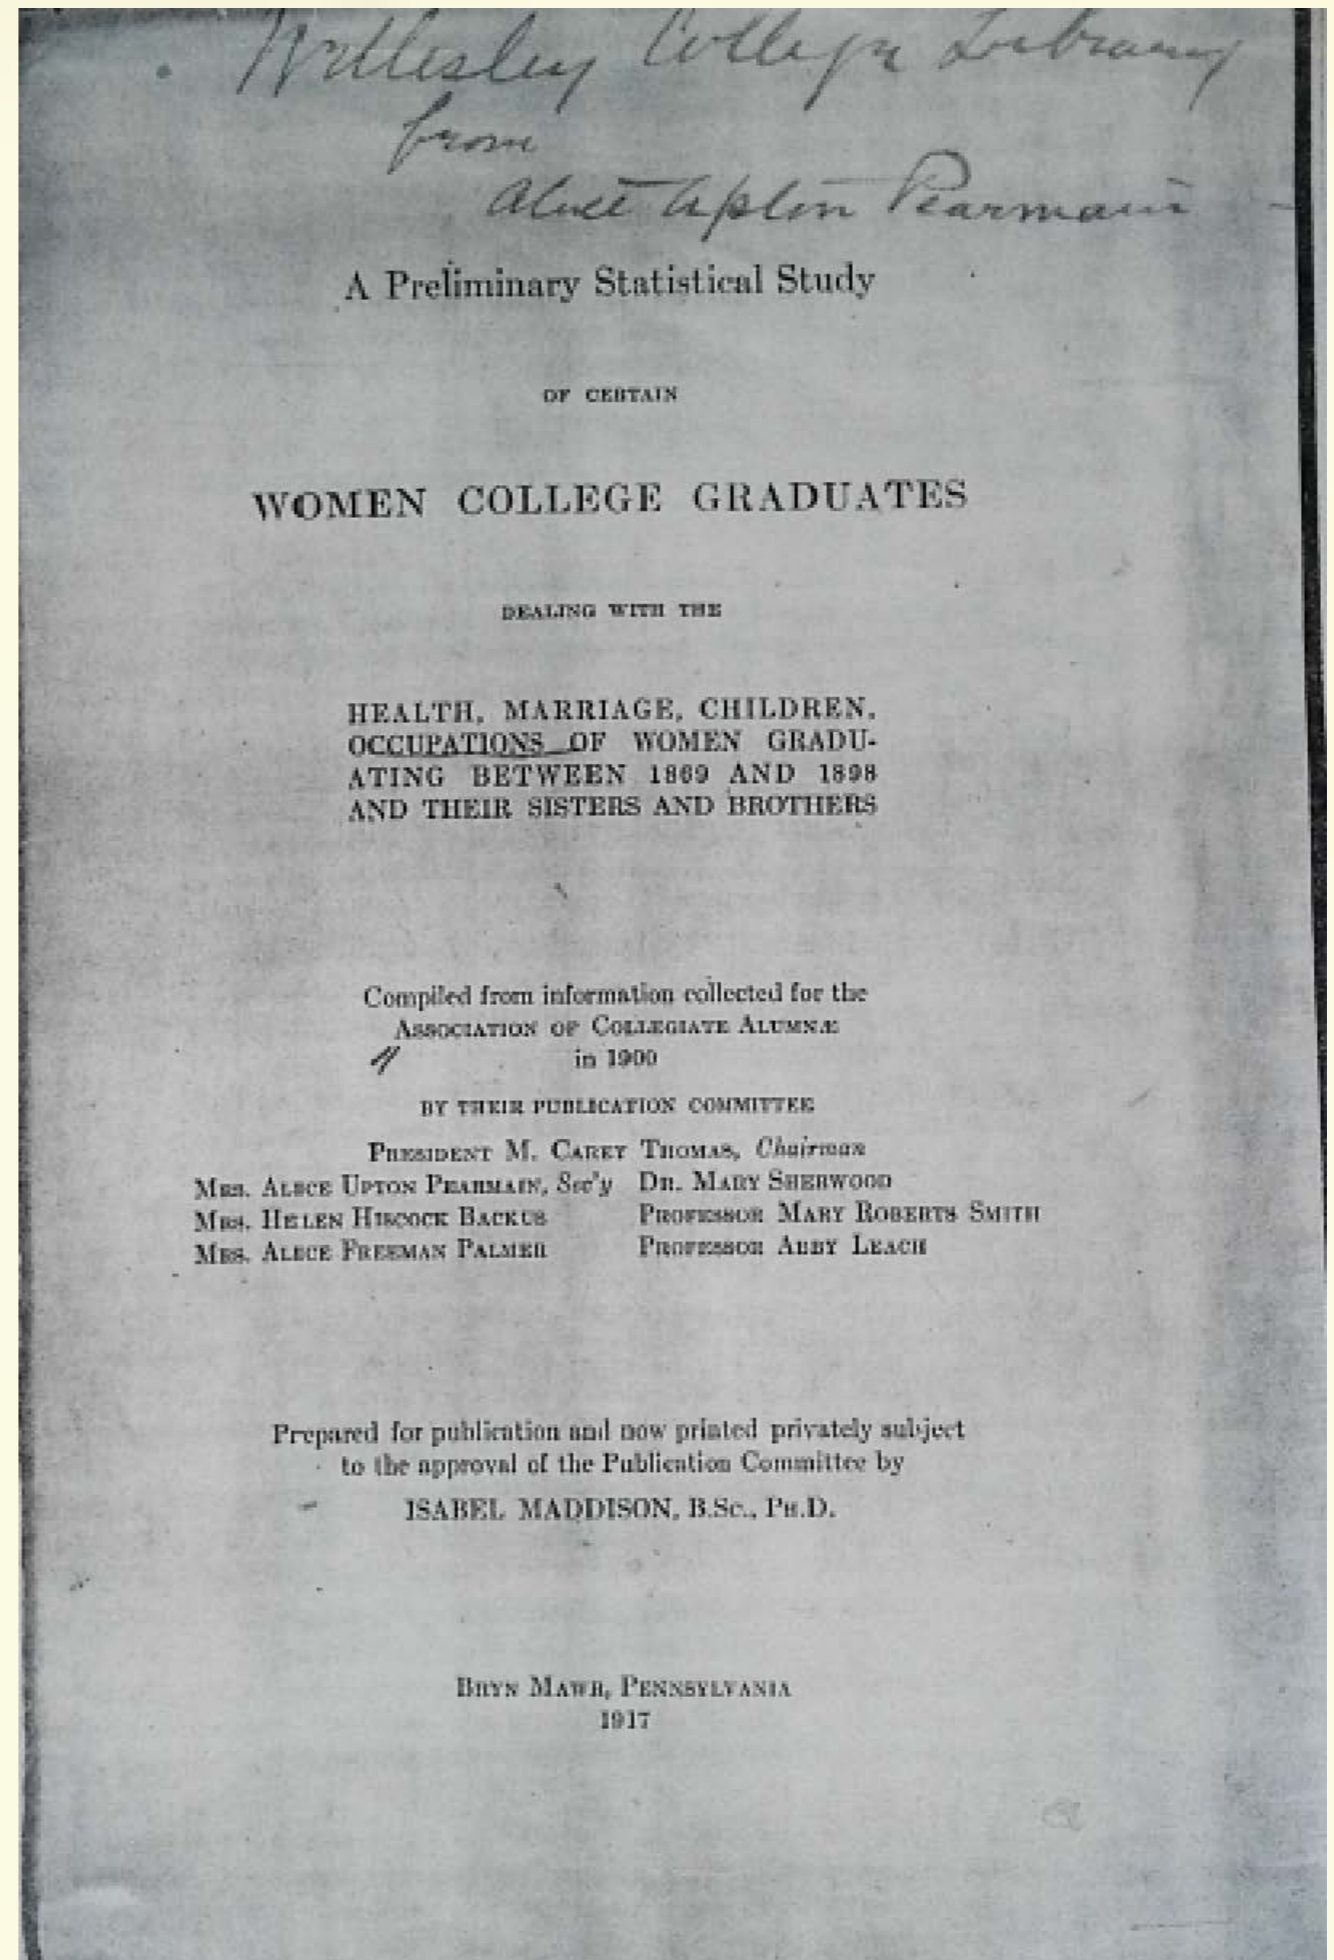 Wellesley College Library
from
Alice Upton Pearmain
A Preliminary Statistical Study
OF CERTAIN
WOMEN COLLEGE GRADUATES
DEALING WITH THE
HEALTH, MARRIAGE, CHILDREN,
OCCUPATIONS OF WOMEN GRADU-
ATING BETWEEN 1869 AND 1898
AND THEIR SISTERS AND BROTHERS
Compiled from information collected for the
ASSOCIATION OF COLLEGIATE ALUMNÆ
in 1900
BY THEIR PUBLICATION COMMITTEE
PRESIDENT M. CAREY THOMAS, Chairman
MRS. ALICE UPTON PEARMAIN, Sec'y DR. MARY SHERWOOD
MRS. HELEN HISCOCK BACKUS PROFESSOR MARY ROBERTS SMITH
MRS. ALICE FREEMAN PALMER PROFESSOR ABBY LEACH
Prepared for publication and now printed privately subject
to the approval of the Publication Committee by
ISABEL MADDISON, B.SC., PH.D.
BRYN MAWR, PENNSYLVANIA
1917